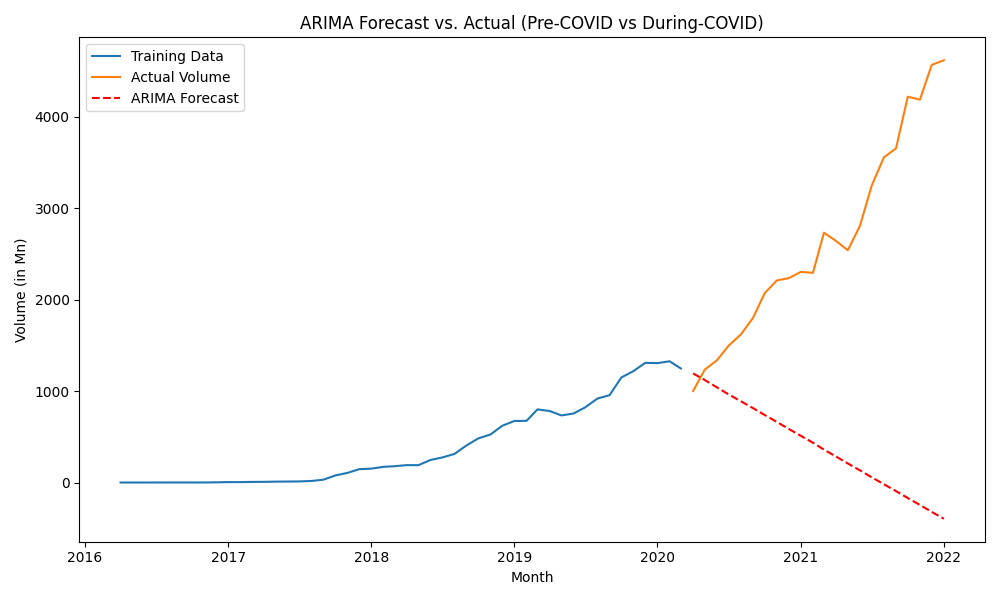 ARIMA Forecast vs. Actual (Pre-COVID vs During-COVID)
Training Data
Actual Volume
ARIMA Forecast
Volume (in Mn)
4000
3000
2000
1000
0
2016 2017 2018 2019 2020 2021 2022
Month